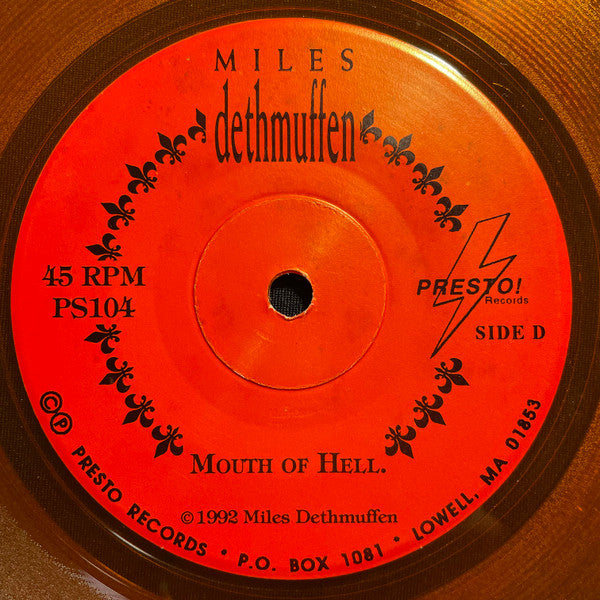 MILES
dethmuffen
45 RPM
PS104
PRESTO!
Records
SIDE D
MOUTH OF HELL.
©1992 Miles Dethmuffen
©℗ PRESTO RECORDS • P.O. BOX 1081 • LOWELL, MA 01853